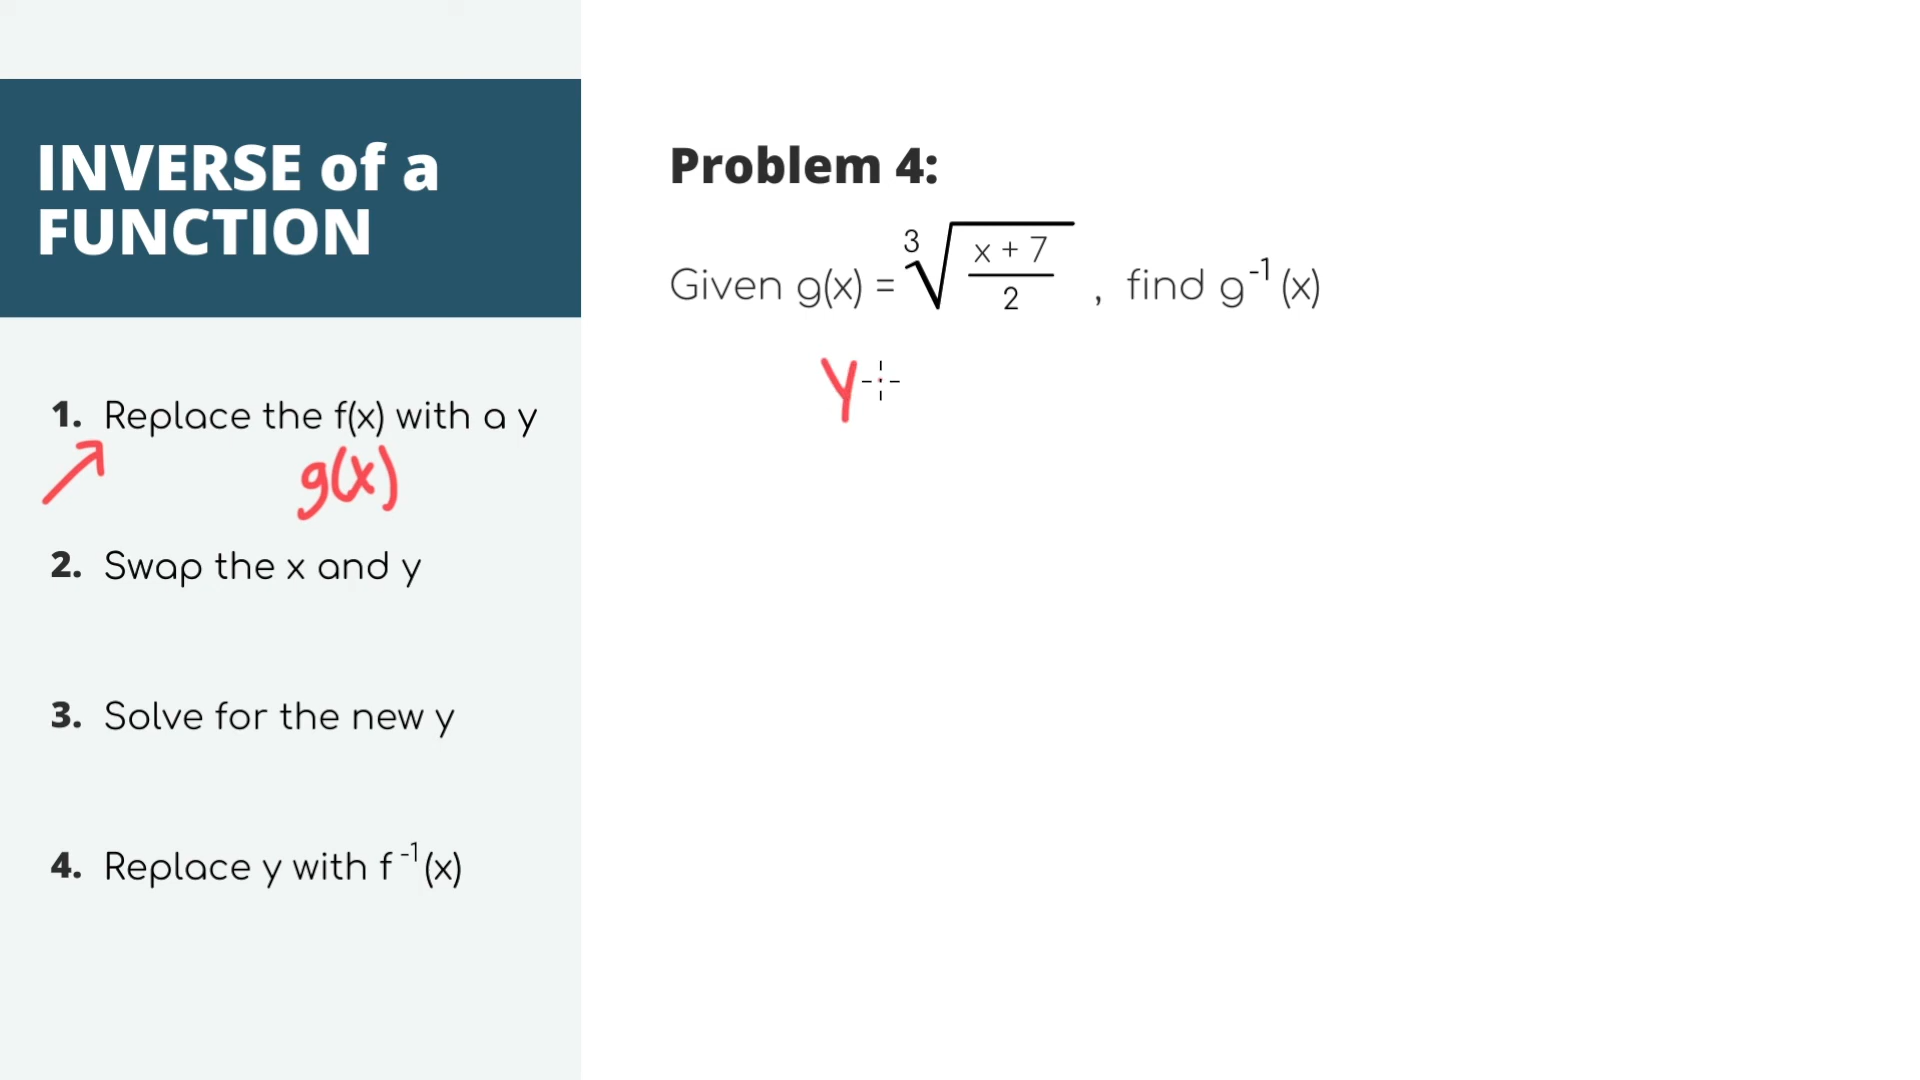 INVERSE of a
FUNCTION
1. Replace the f(x) with a y
g(x)
2. Swap the x and y
3. Solve for the new y
4. Replace y with f⁻¹(x)
Problem 4:
Given g(x) = ∛((x + 7)/2) , find g⁻¹(x)
y